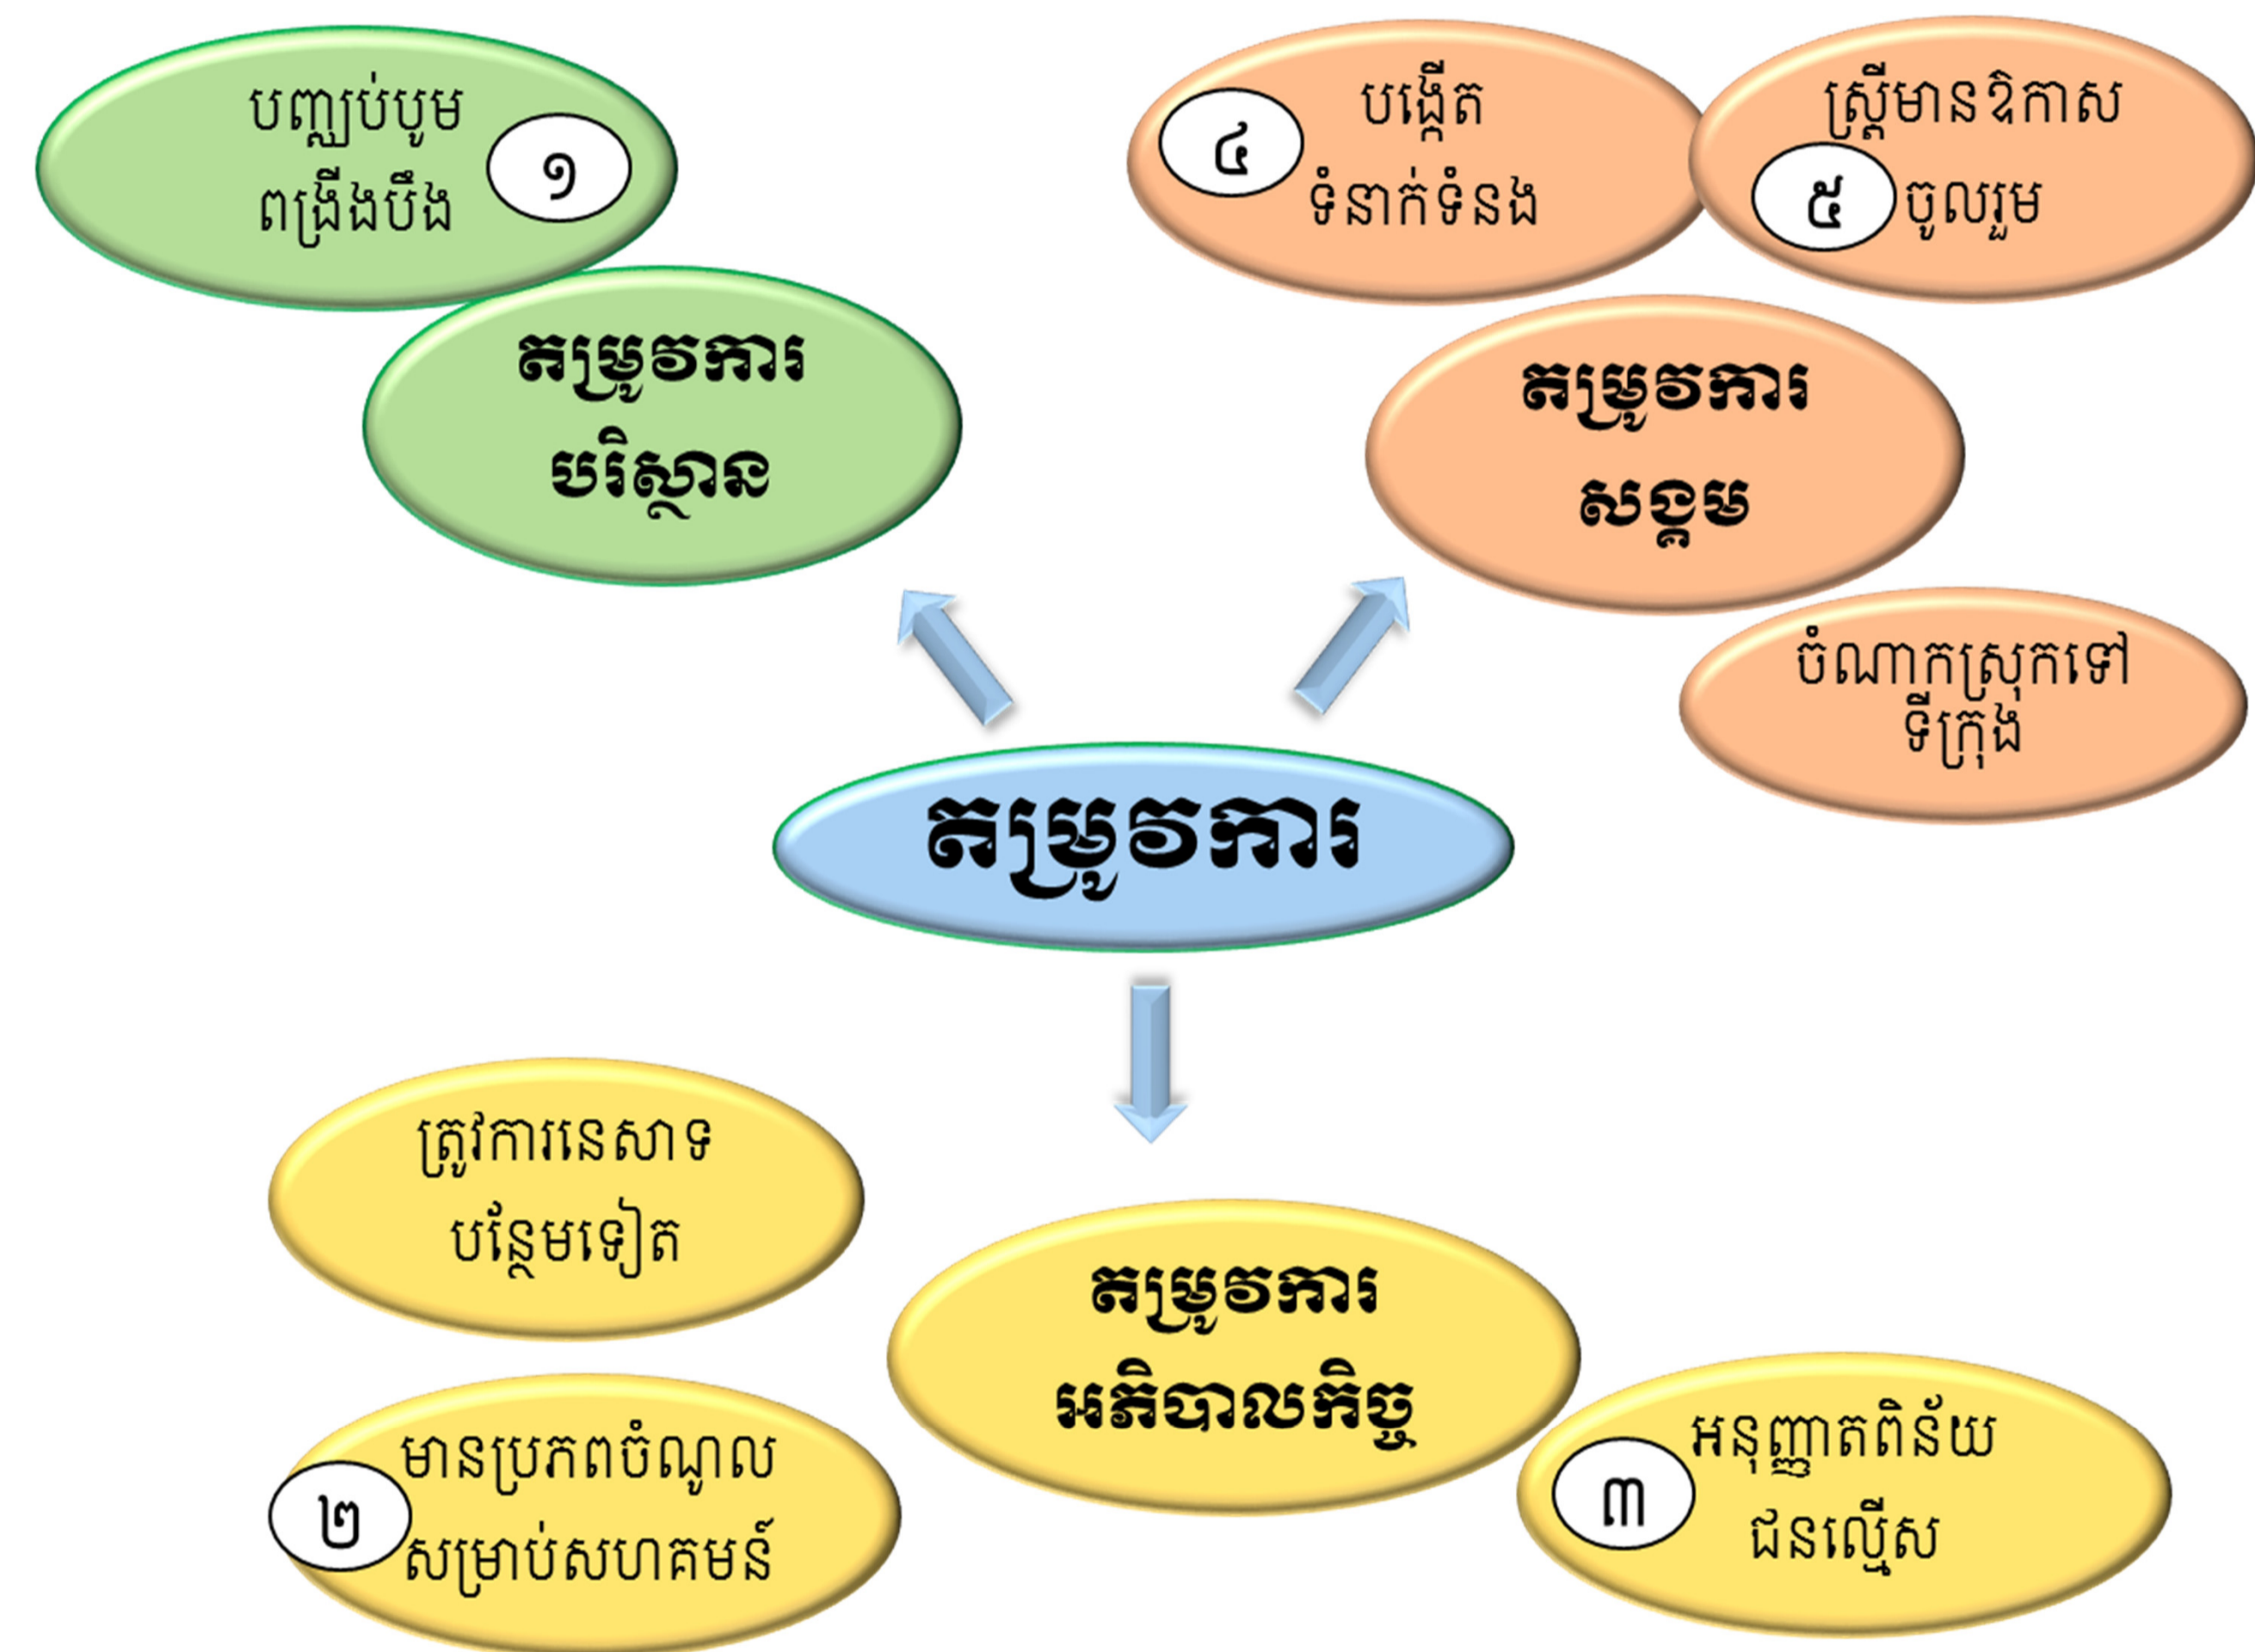 បញ្ឈប់បូម
ពង្រីងបឹង
១
តម្រូវការ
បរិស្ថាន
៤
បង្កើត
ទំនាក់ទំនង
ស្ត្រីមានឱកាស
៥
ចូលរួម
តម្រូវការ
សង្គម
ចំណាកស្រុកទៅ
ទីក្រុង
តម្រូវការ
ត្រូវការនេសាទ
បន្ថែមទៀត
តម្រូវការ
អភិបាលកិច្ច
២
មានប្រភពចំណូល
សម្រាប់សហគមន៍
៣
អនុញ្ញាតពិន័យ
ជនល្មើស